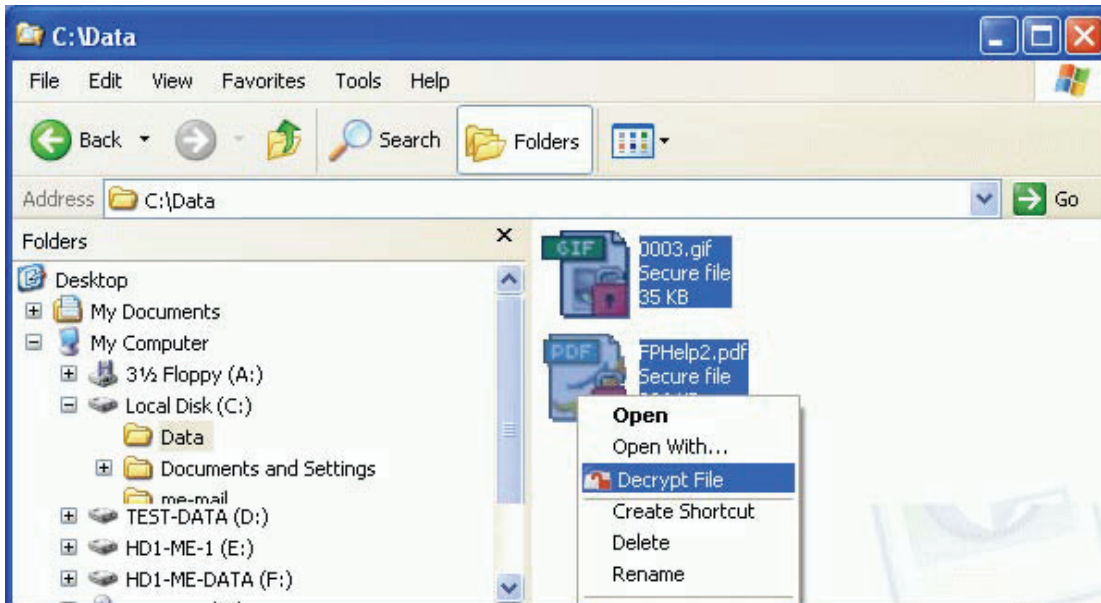 C:\Data
File Edit View Favorites Tools Help
Back Search Folders
Address C:\Data Go
Folders X
Desktop
My Documents
My Computer
3½ Floppy (A:)
Local Disk (C:)
Data
Documents and Settings
me-mail
TEST-DATA (D:)
HD1-ME-1 (E:)
HD1-ME-DATA (F:)
GIF
0003.gif
Secure file
35 KB
PDF
FPHelp2.pdf
Secure file
Open
Open With...
Decrypt File
Create Shortcut
Delete
Rename